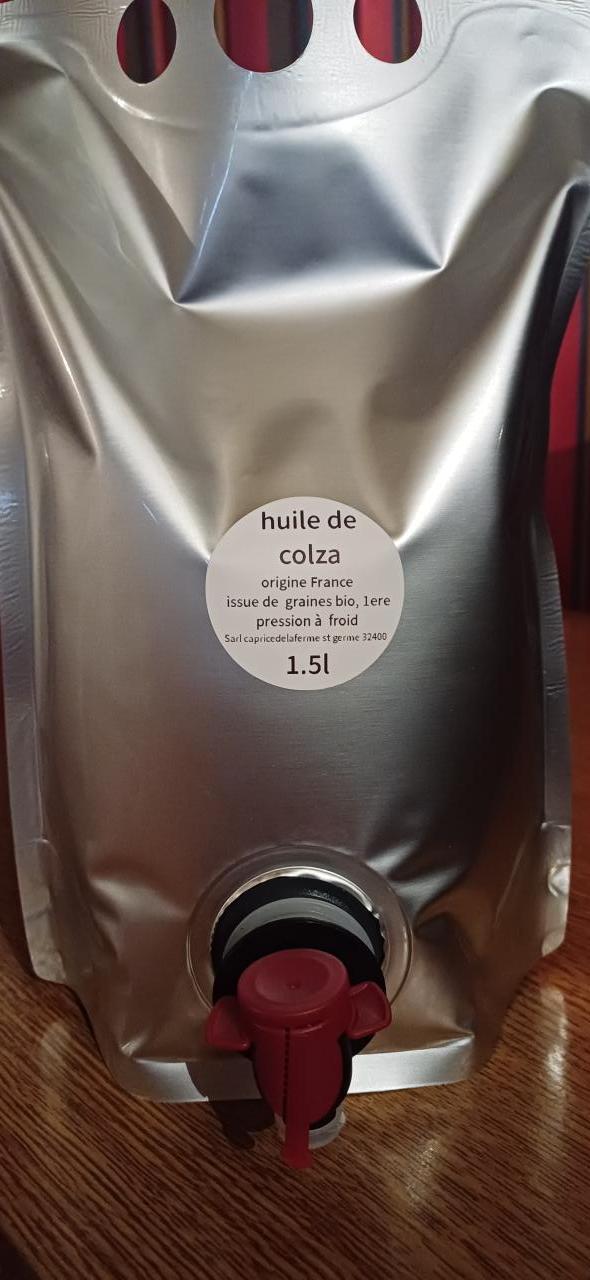 huile de
colza
origine France
issue de graines bio, 1ere
pression à froid
Sarl capricedelaferme st germe 32400
1.5l